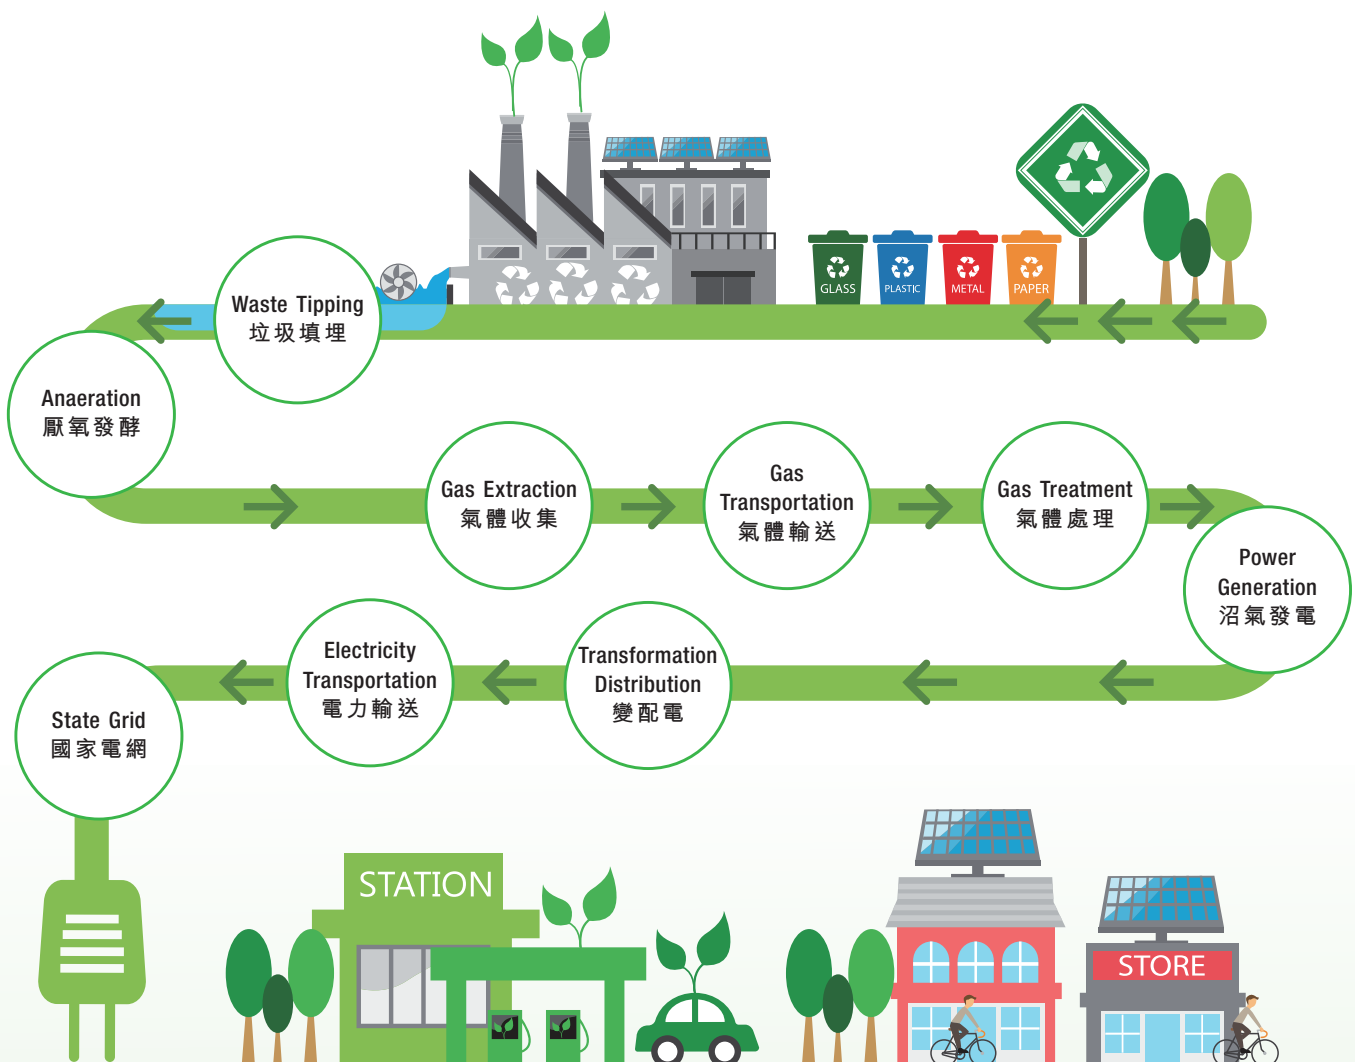 GLASS
PLASTIC
METAL
PAPER
Waste Tipping
垃圾填埋
Anaeration
厭氧發酵
Gas Extraction
氣體收集
Gas
Transportation
氣體輸送
Gas Treatment
氣體處理
Power
Generation
沼氣發電
Transformation
Distribution
變配電
Electricity
Transportation
電力輸送
State Grid
國家電網
STATION
STORE